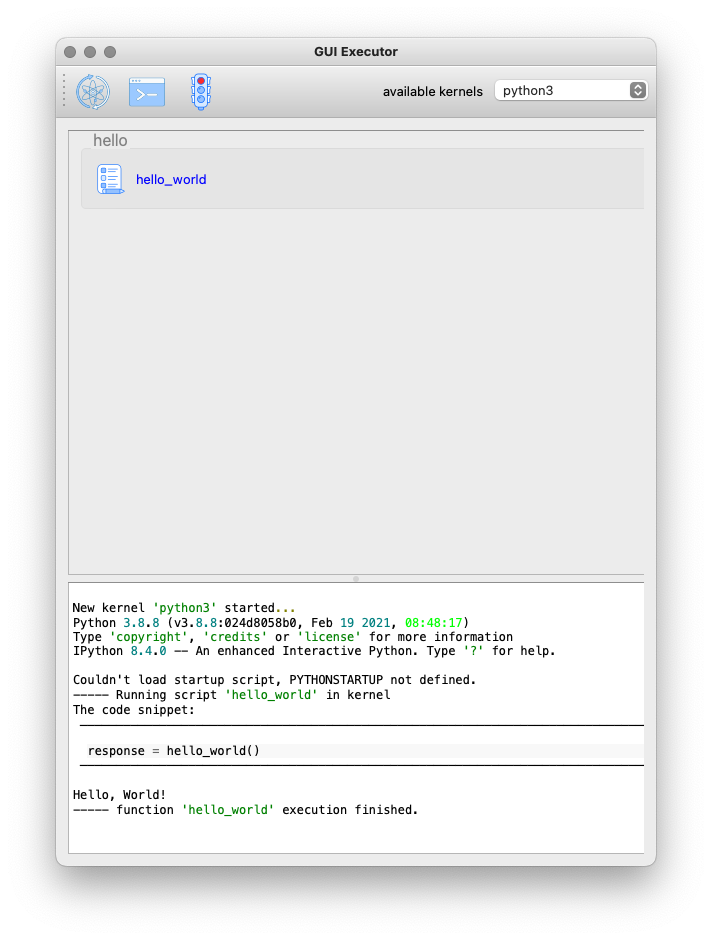 GUI Executor
available kernels python3
hello
hello_world
New kernel 'python3' started...
Python 3.8.8 (v3.8.8:024d8058b0, Feb 19 2021, 08:48:17)
Type 'copyright', 'credits' or 'license' for more information
IPython 8.4.0 -- An enhanced Interactive Python. Type '?' for help.
Couldn't load startup script, PYTHONSTARTUP not defined.
----- Running script 'hello_world' in kernel
The code snippet:
response = hello_world()
Hello, World!
----- function 'hello_world' execution finished.